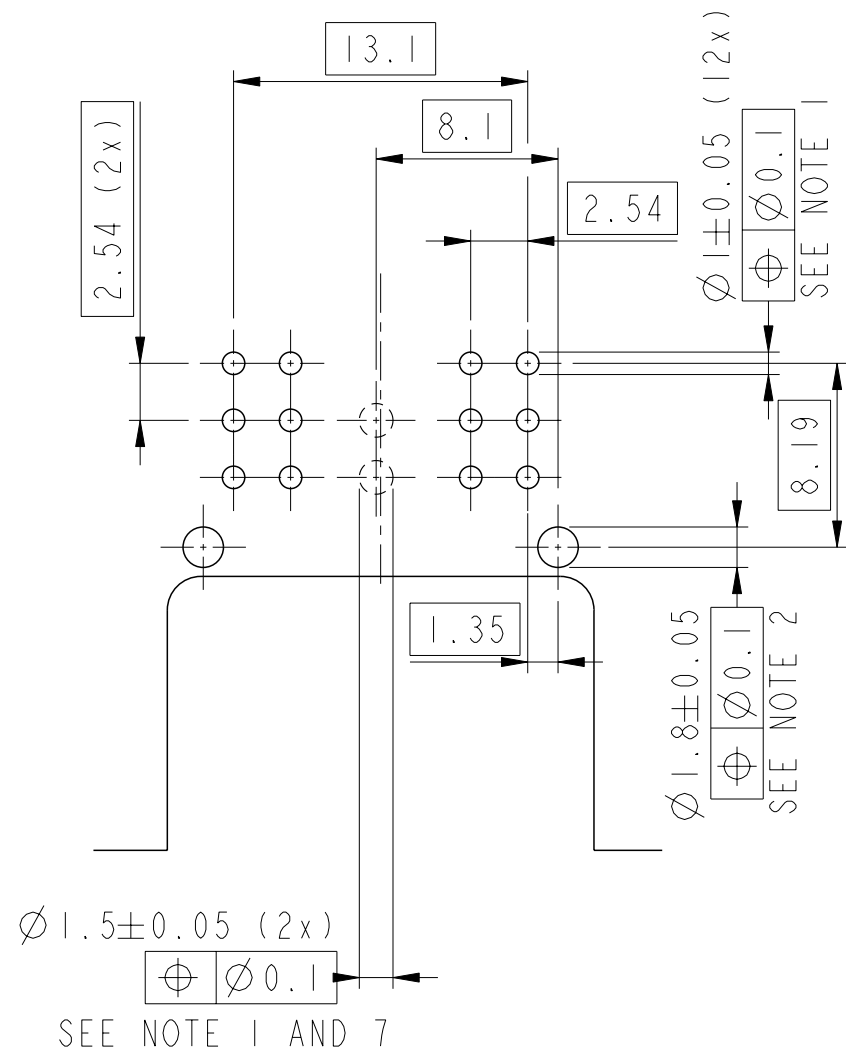 13.1
8.1
2.54
2.54 (2x)
Ø1±0.05 (12x)
⌖ Ø0.1
SEE NOTE 1
8.19
1.35
Ø1.8±0.05
⌖ Ø0.1
SEE NOTE 2
Ø1.5±0.05 (2x)
⌖ Ø0.1
SEE NOTE 1 AND 7